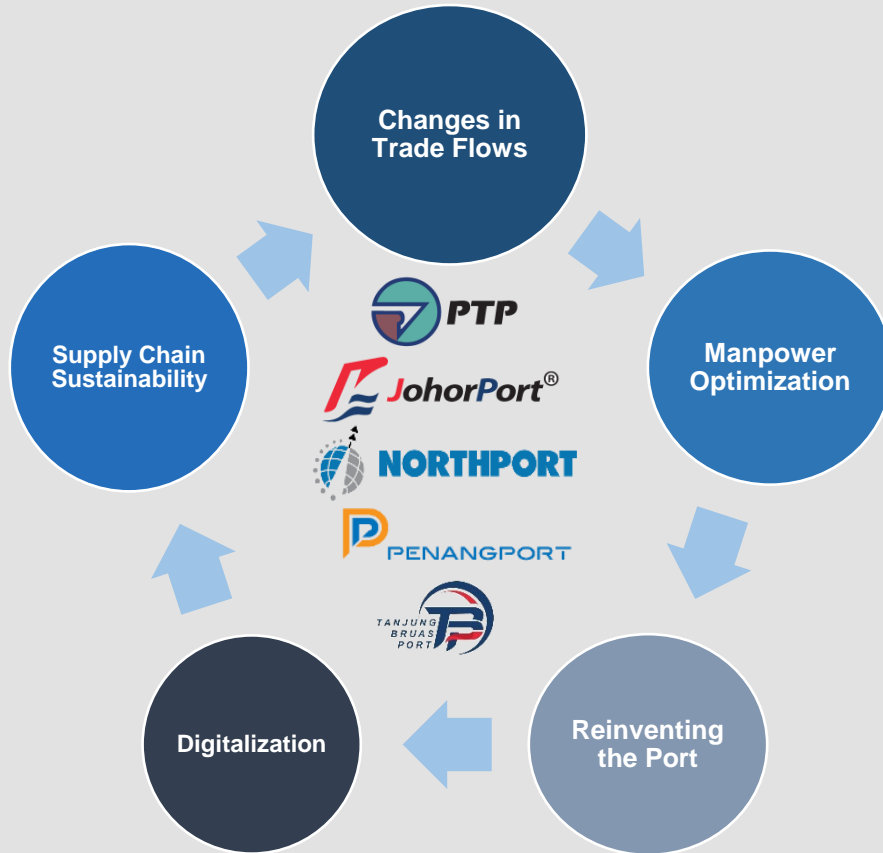 Changes in
Trade Flows
Manpower
Optimization
Reinventing
the Port
Digitalization
Supply Chain
Sustainability
PTP
JohorPort®
NORTHPORT
PENANGPORT
TANJUNG
BRUAS
PORT